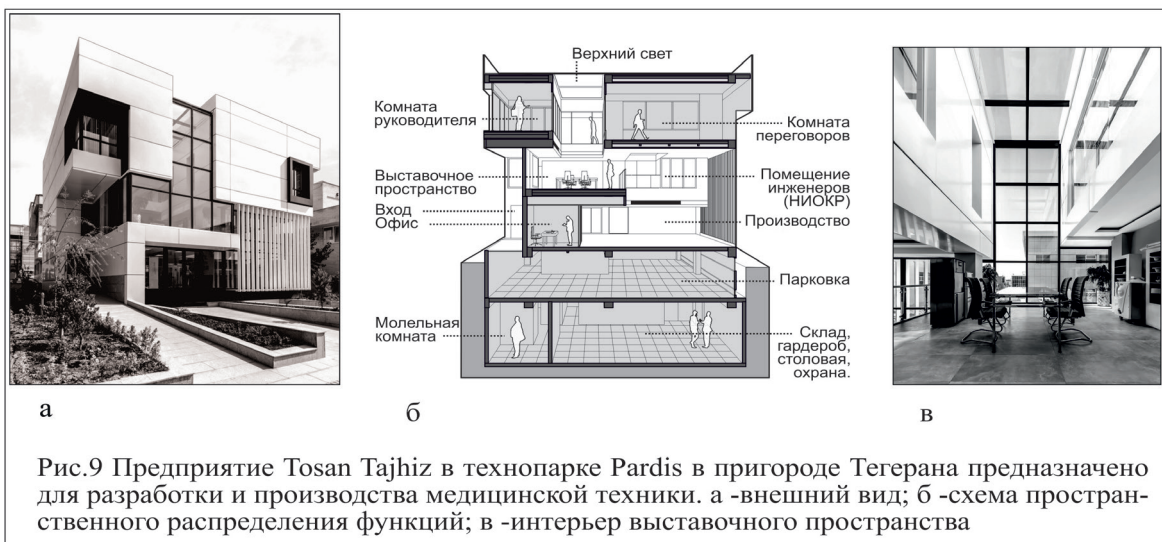 Верхний свет
Комната
руководителя
Комната
переговоров
Выставочное
пространство
Помещение
инженеров
(НИОКР)
Вход
Офис
Производство
Парковка
Молельная
комната
Склад,
гардероб,
столовая,
охрана.
а
б
в
Рис.9 Предприятие Tosan Tajhiz в технопарке Pardis в пригороде Тегерана предназначено
для разработки и производства медицинской техники. а -внешний вид; б -схема простран-
ственного распределения функций; в -интерьер выставочного пространства